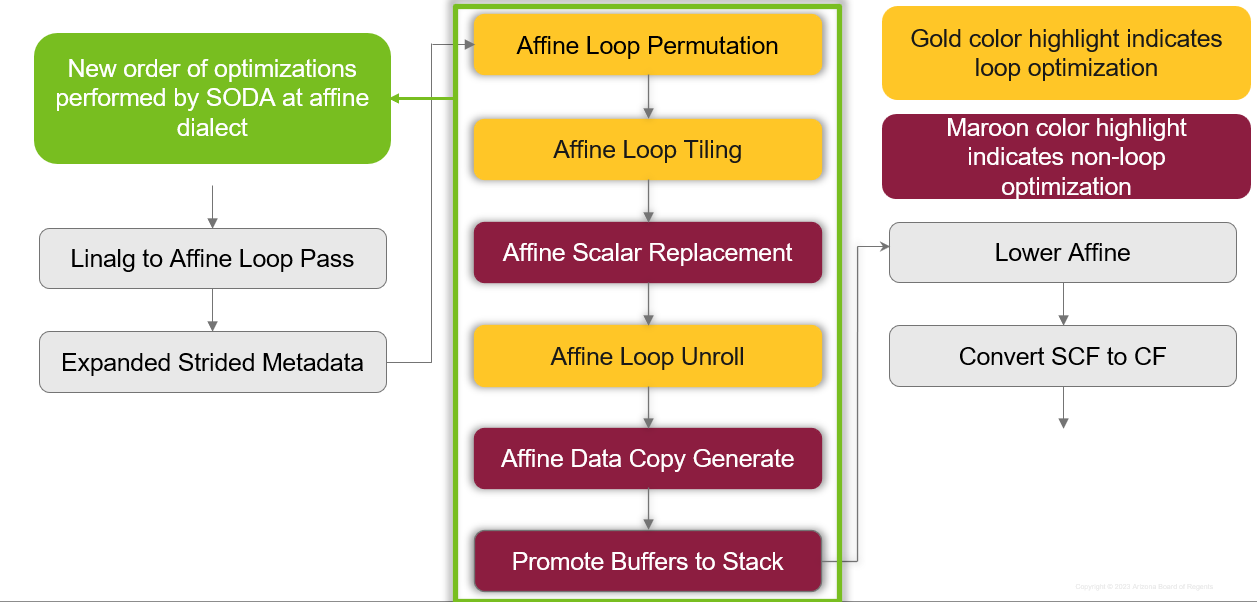 New order of optimizations
performed by SODA at affine
dialect
Linalg to Affine Loop Pass
Expanded Strided Metadata
Affine Loop Permutation
Affine Loop Tiling
Affine Scalar Replacement
Affine Loop Unroll
Affine Data Copy Generate
Promote Buffers to Stack
Gold color highlight indicates
loop optimization
Maroon color highlight
indicates non-loop
optimization
Lower Affine
Convert SCF to CF
Copyright © 2022 Arizona Board of Regents